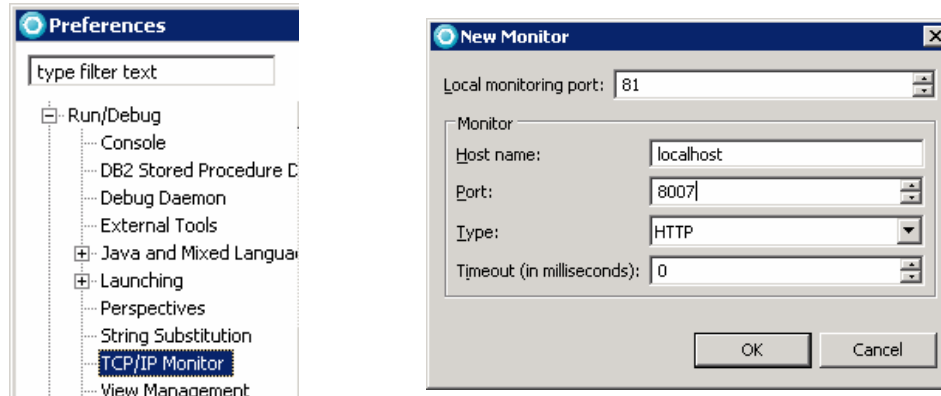 Preferences
type filter text
Run/Debug
Console
DB2 Stored Procedure D
Debug Daemon
External Tools
Java and Mixed Langua
Launching
Perspectives
String Substitution
TCP/IP Monitor
View Management
New Monitor
Local monitoring port: 81
Monitor
Host name: localhost
Port: 8007
Type: HTTP
Timeout (in milliseconds): 0
OK Cancel